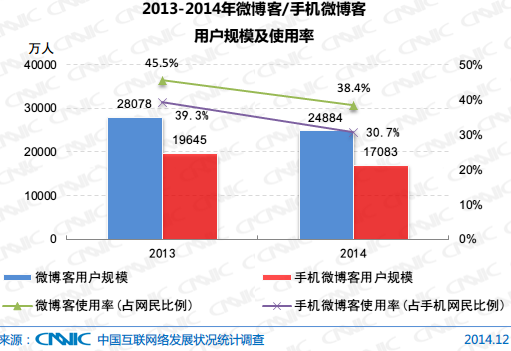 2013-2014年微博客/手机微博客
用户规模及使用率
万人
40000
30000
20000
10000
0
50%
40%
30%
20%
10%
0%
45.5%
38.4%
28078
39.3%
24884
30.7%
19645
17083
2013
2014
微博客用户规模
手机微博客用户规模
微博客使用率(占网民比例)
手机微博客使用率(占手机网民比例)
来源: CNNIC 中国互联网络发展状况统计调查
2014.12